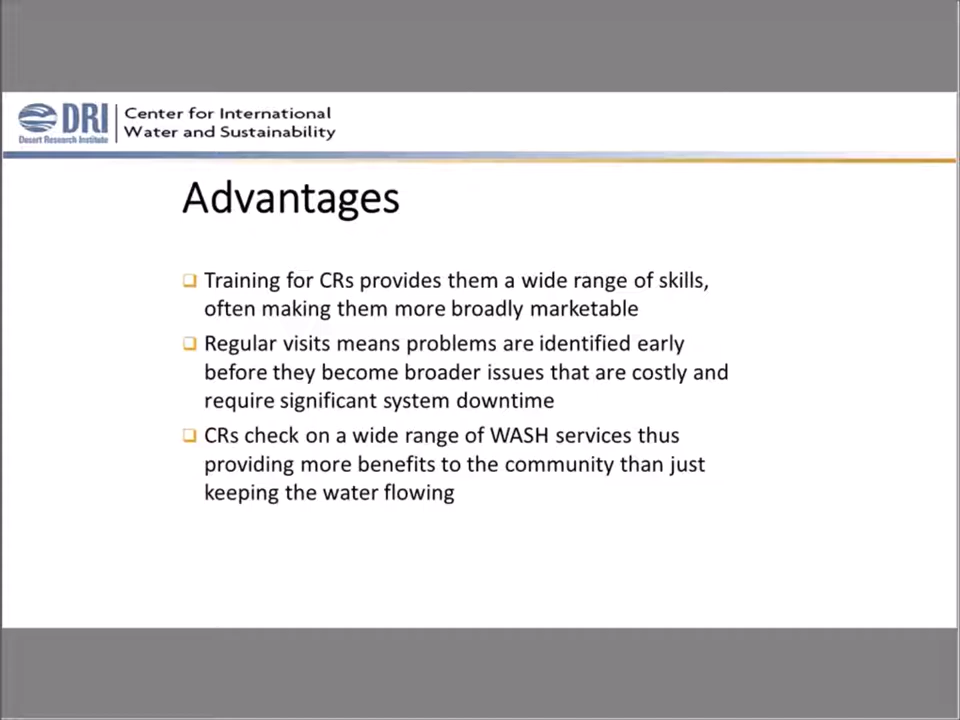 DRI
Desert Research Institute
Center for International
Water and Sustainability
Advantages
Training for CRs provides them a wide range of skills,
often making them more broadly marketable
Regular visits means problems are identified early
before they become broader issues that are costly and
require significant system downtime
CRs check on a wide range of WASH services thus
providing more benefits to the community than just
keeping the water flowing